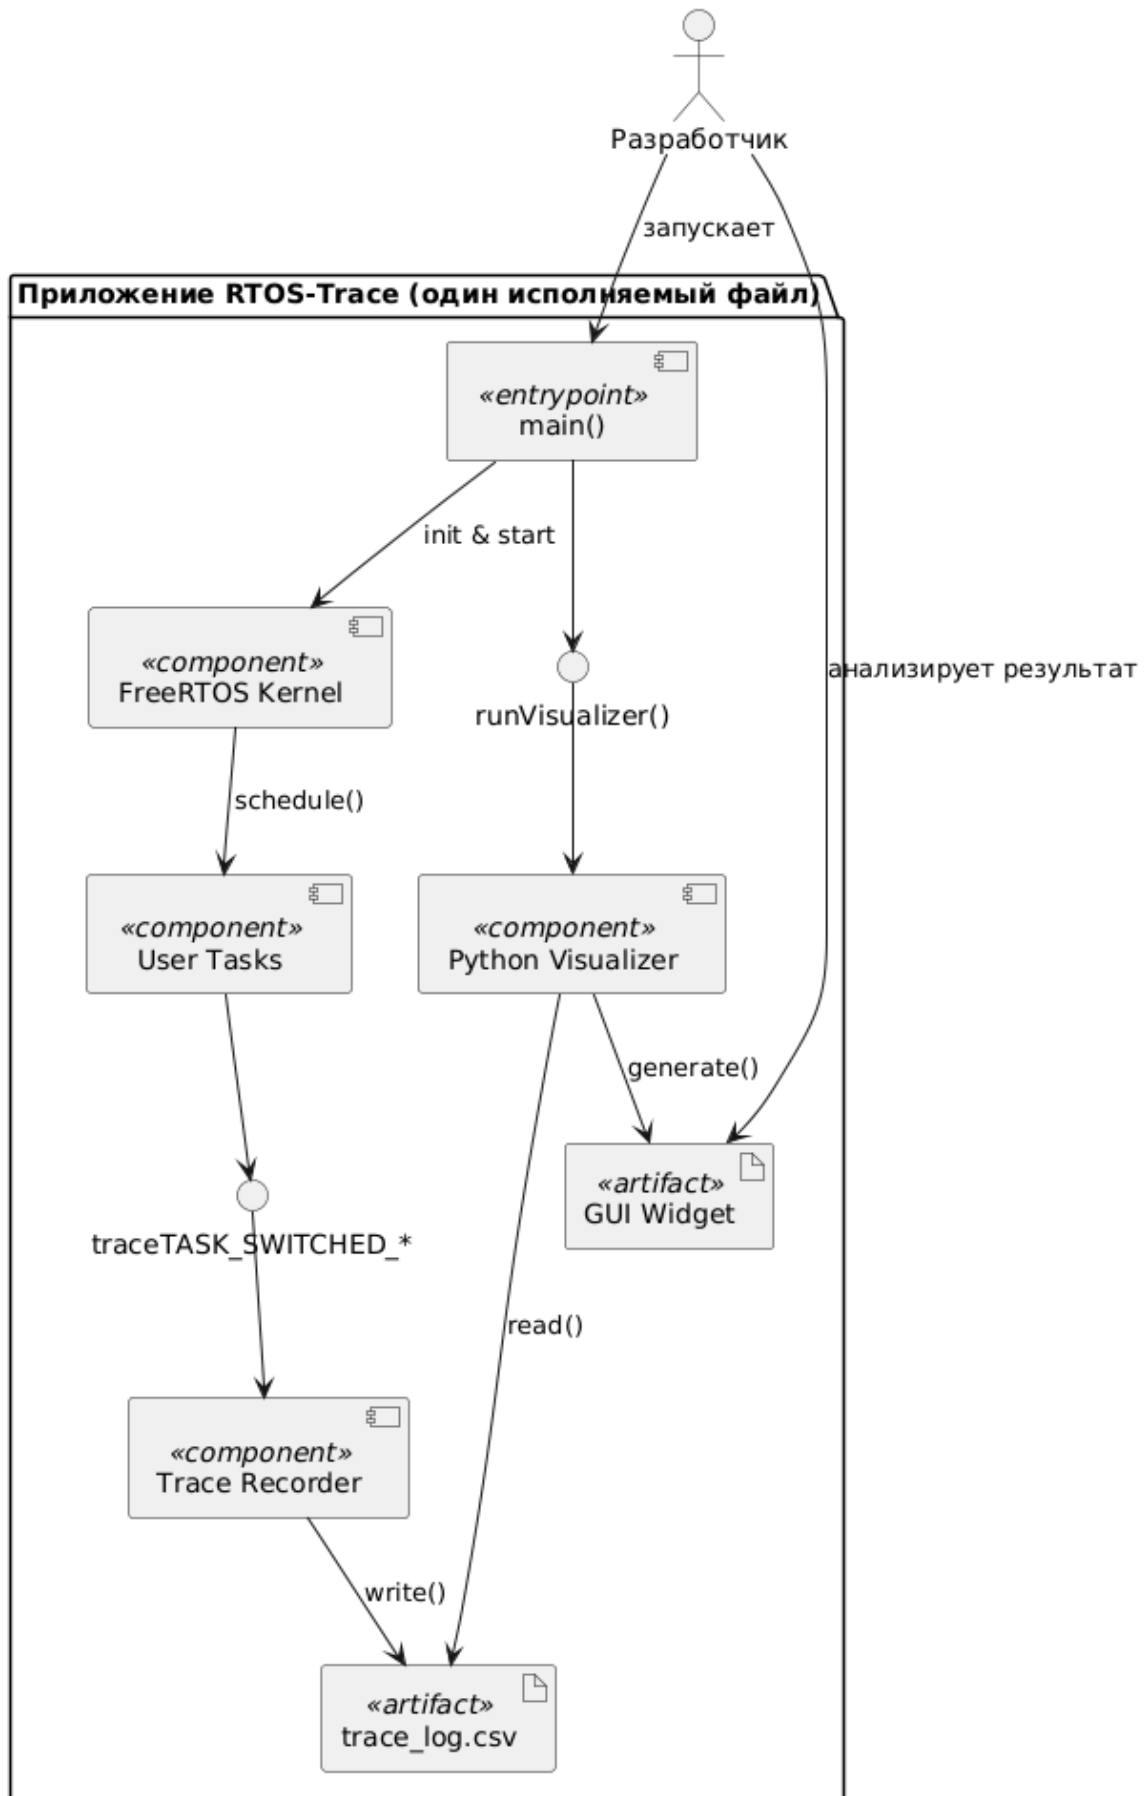 Разработчик
запускает
Приложение RTOS-Trace (один исполняемый файл)
«entrypoint»
main()
init & start
«component»
FreeRTOS Kernel
анализирует результат
runVisualizer()
schedule()
«component»
User Tasks
«component»
Python Visualizer
generate()
«artifact»
GUI Widget
traceTASK_SWITCHED_*
read()
«component»
Trace Recorder
write()
«artifact»
trace_log.csv